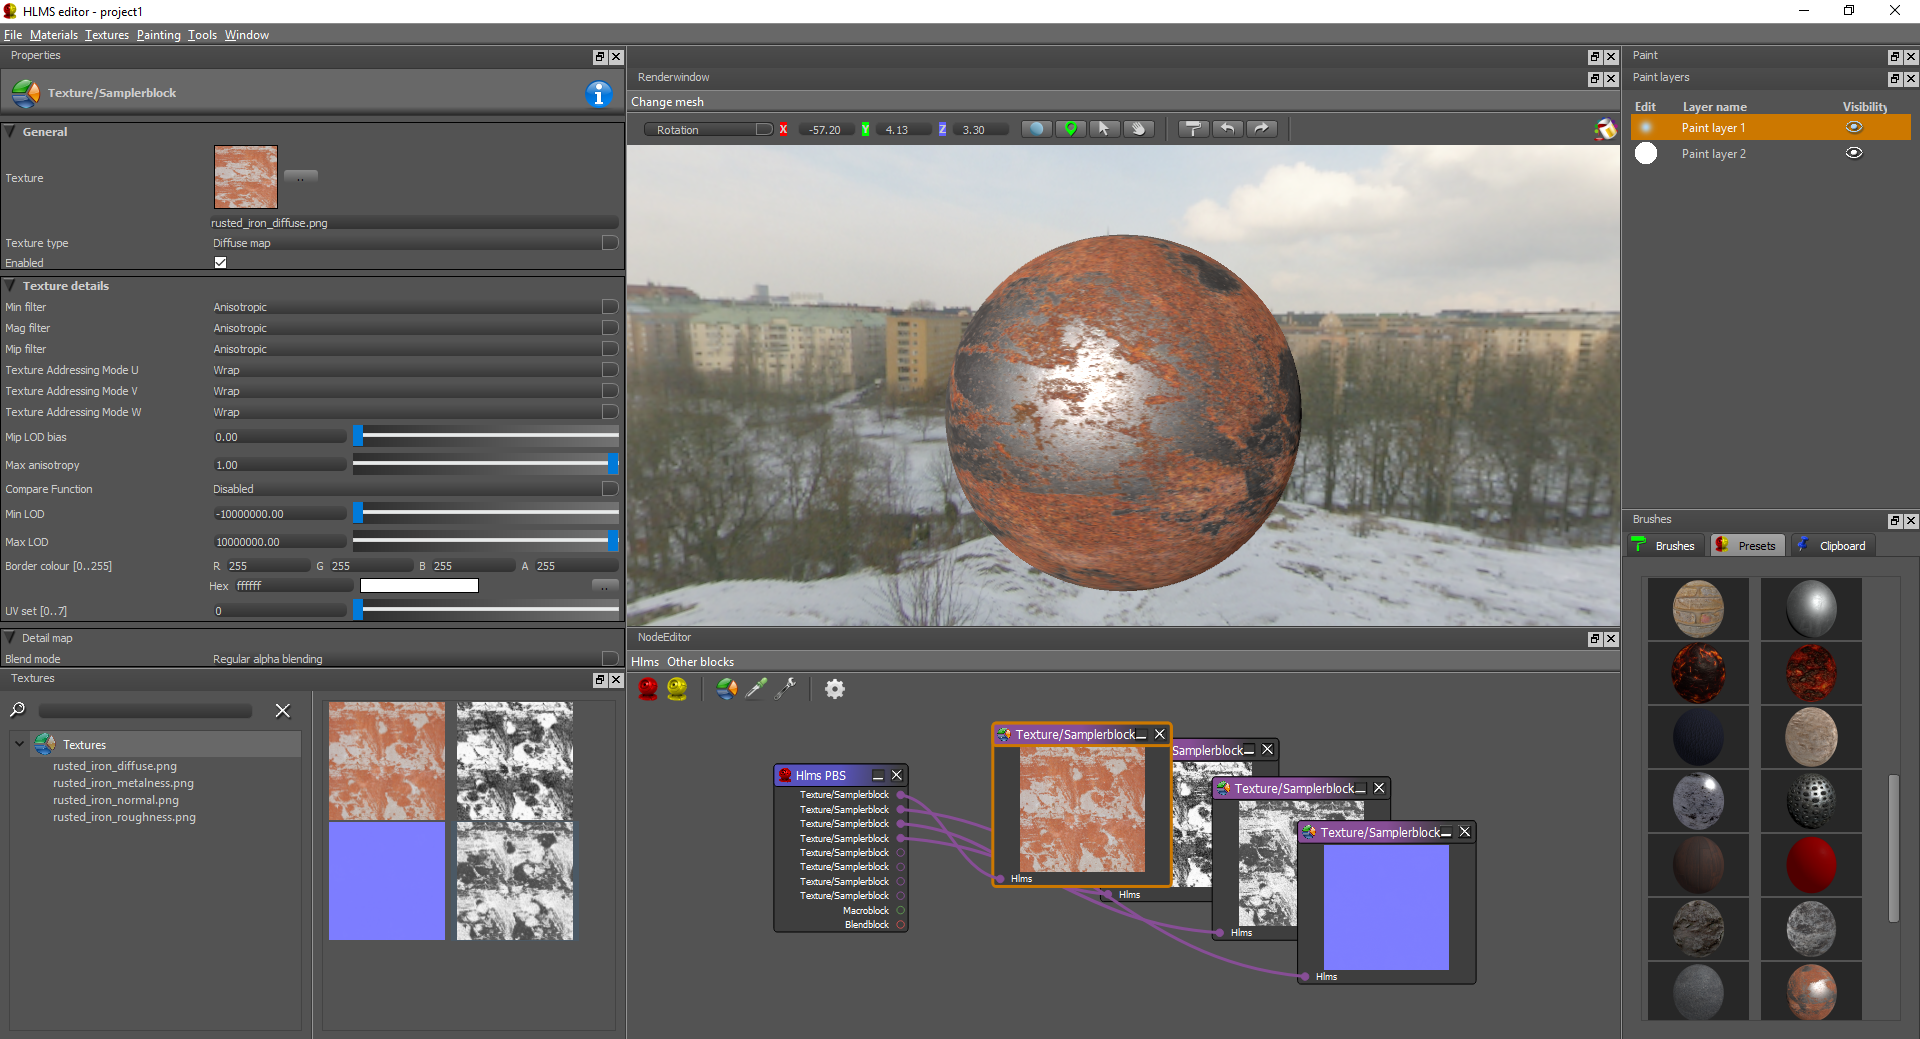 HLMS editor - project1
File Materials Textures Painting Tools Window
Properties
Texture/Samplerblock
General
Texture
..
rusted_iron_diffuse.png
Texture type Diffuse map
Enabled
Texture details
Min filter Anisotropic
Mag filter Anisotropic
Mip filter Anisotropic
Texture Addressing Mode U Wrap
Texture Addressing Mode V Wrap
Texture Addressing Mode W Wrap
Mip LOD bias 0.00
Max anisotropy 1.00
Compare Function Disabled
Min LOD -10000000.00
Max LOD 10000000.00
Border colour [0..255] R 255 G 255 B 255 A 255
Hex ffffff ..
UV set [0..7] 0
Detail map
Blend mode Regular alpha blending
Textures
Textures
rusted_iron_diffuse.png
rusted_iron_metalness.png
rusted_iron_normal.png
rusted_iron_roughness.png
Renderwindow
Change mesh
Rotation X -57.20 Y 4.13 Z 3.30
NodeEditor
Hlms Other blocks
Hlms PBS
Texture/Samplerblock
Texture/Samplerblock
Texture/Samplerblock
Texture/Samplerblock
Texture/Samplerblock
Texture/Samplerblock
Texture/Samplerblock
Texture/Samplerblock
Macroblock
Blendblock
Texture/Samplerblock
Hlms
Samplerblock
Hlms
Texture/Samplerblock
Hlms
Texture/Samplerblock
Hlms
Paint
Paint layers
Edit Layer name Visibility
Paint layer 1
Paint layer 2
Brushes
Brushes Presets Clipboard